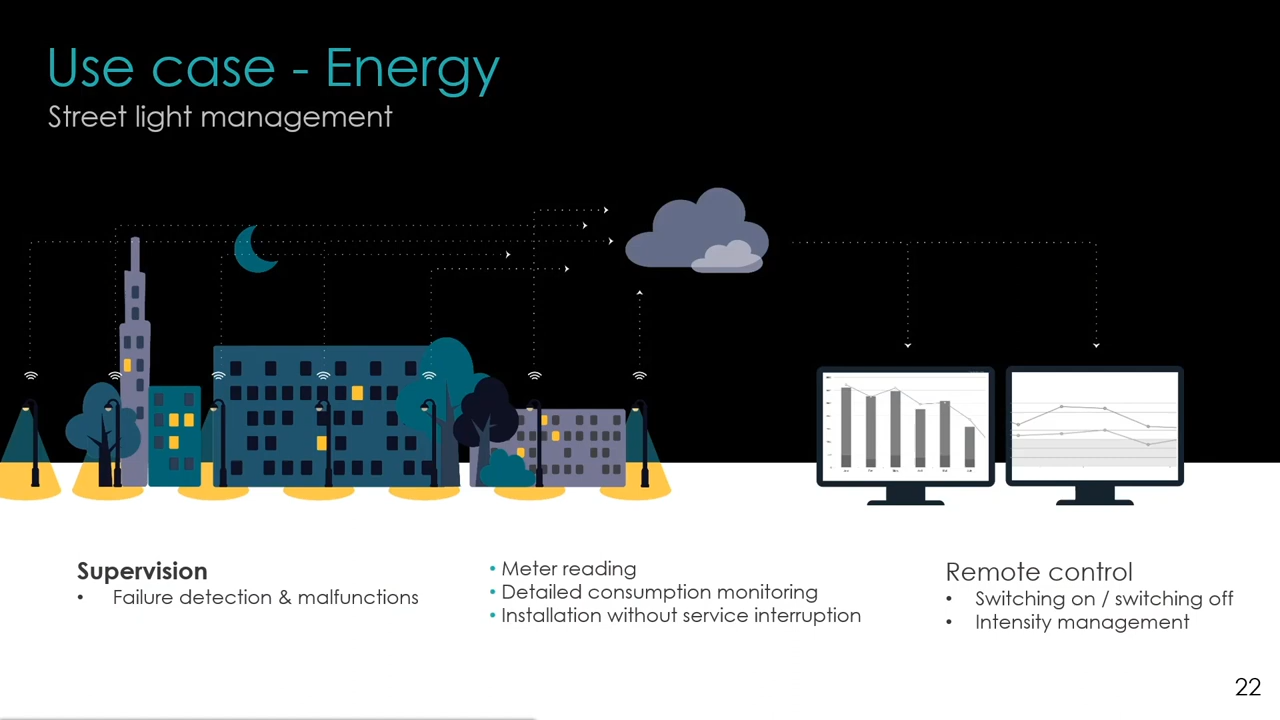 Use case - Energy
Street light management
Supervision
• Failure detection & malfunctions
• Meter reading
• Detailed consumption monitoring
• Installation without service interruption
Remote control
• Switching on / switching off
• Intensity management
22